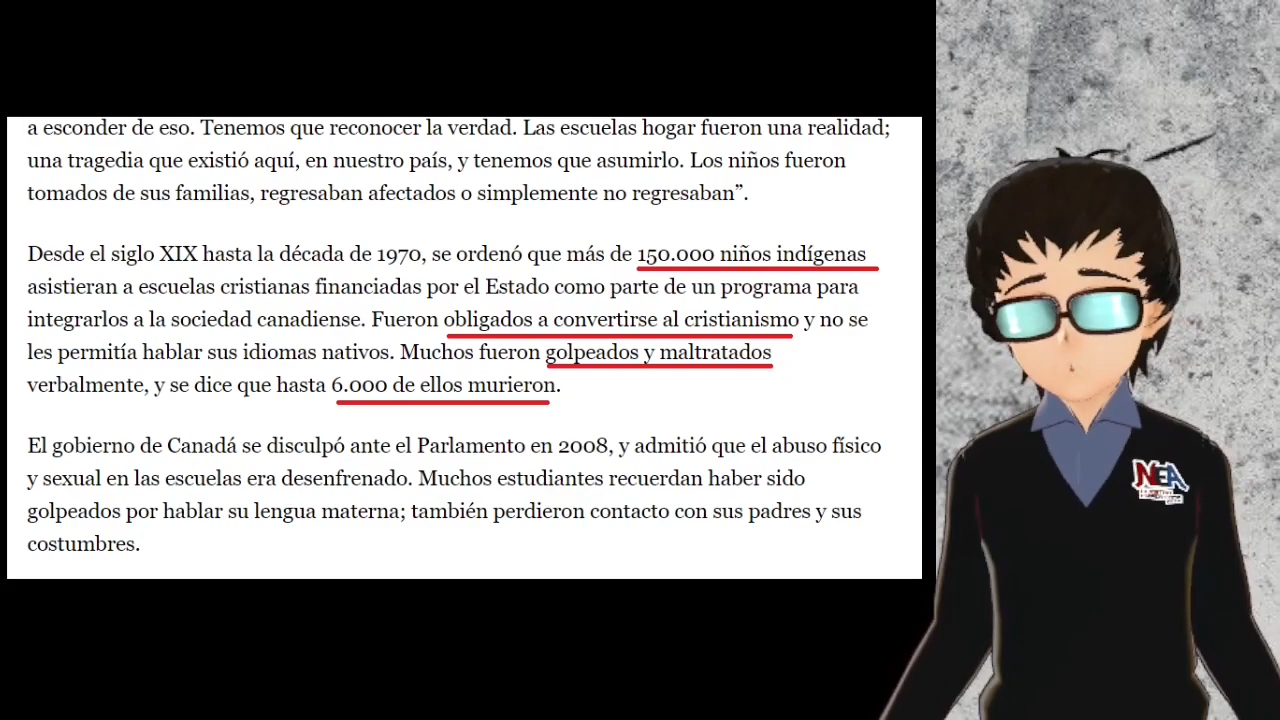 a esconder de eso. Tenemos que reconocer la verdad. Las escuelas hogar fueron una realidad;
una tragedia que existió aquí, en nuestro país, y tenemos que asumirlo. Los niños fueron
tomados de sus familias, regresaban afectados o simplemente no regresaban”.
Desde el siglo XIX hasta la década de 1970, se ordenó que más de 150.000 niños indígenas
asistieran a escuelas cristianas financiadas por el Estado como parte de un programa para
integrarlos a la sociedad canadiense. Fueron obligados a convertirse al cristianismo y no se
les permitía hablar sus idiomas nativos. Muchos fueron golpeados y maltratados
verbalmente, y se dice que hasta 6.000 de ellos murieron.
El gobierno de Canadá se disculpó ante el Parlamento en 2008, y admitió que el abuso físico
y sexual en las escuelas era desenfrenado. Muchos estudiantes recuerdan haber sido
golpeados por hablar su lengua materna; también perdieron contacto con sus padres y sus
costumbres.
NEA